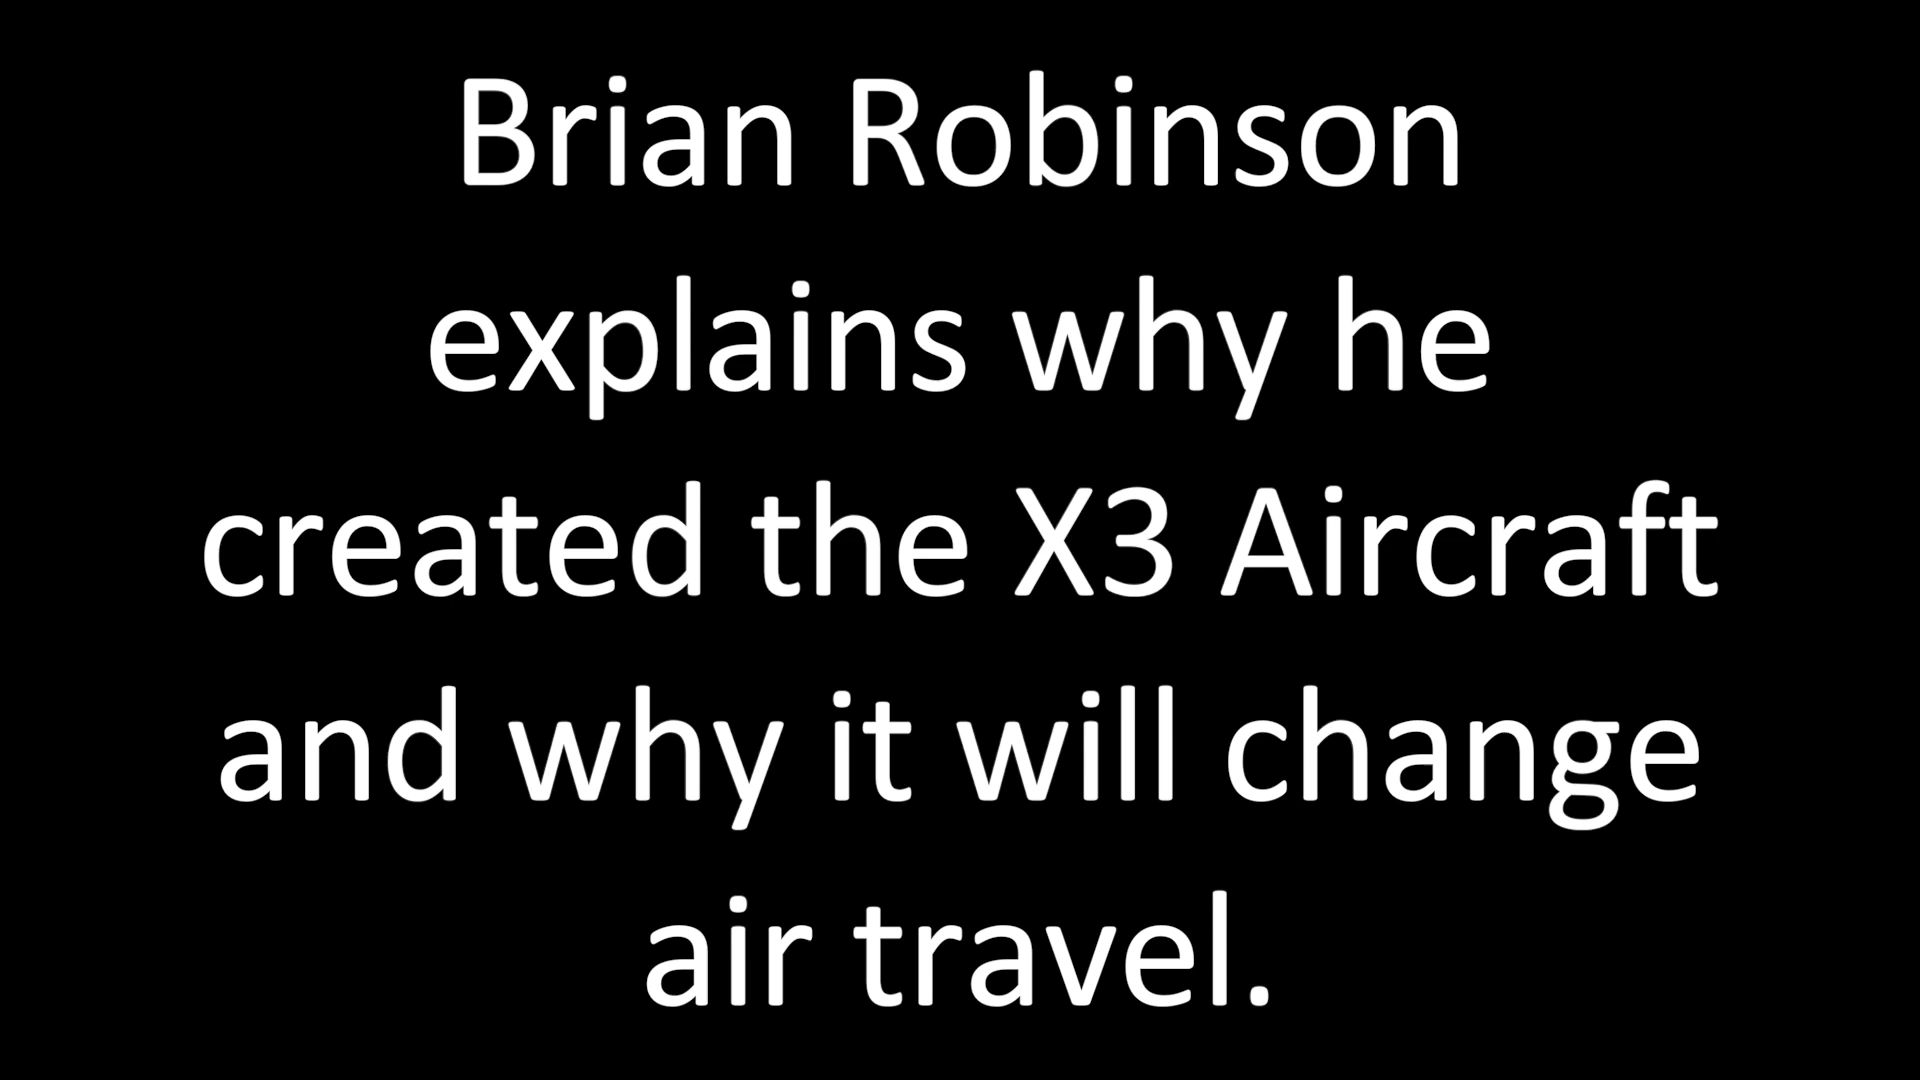 Brian Robinson
explains why he
created the X3 Aircraft
and why it will change
air travel.